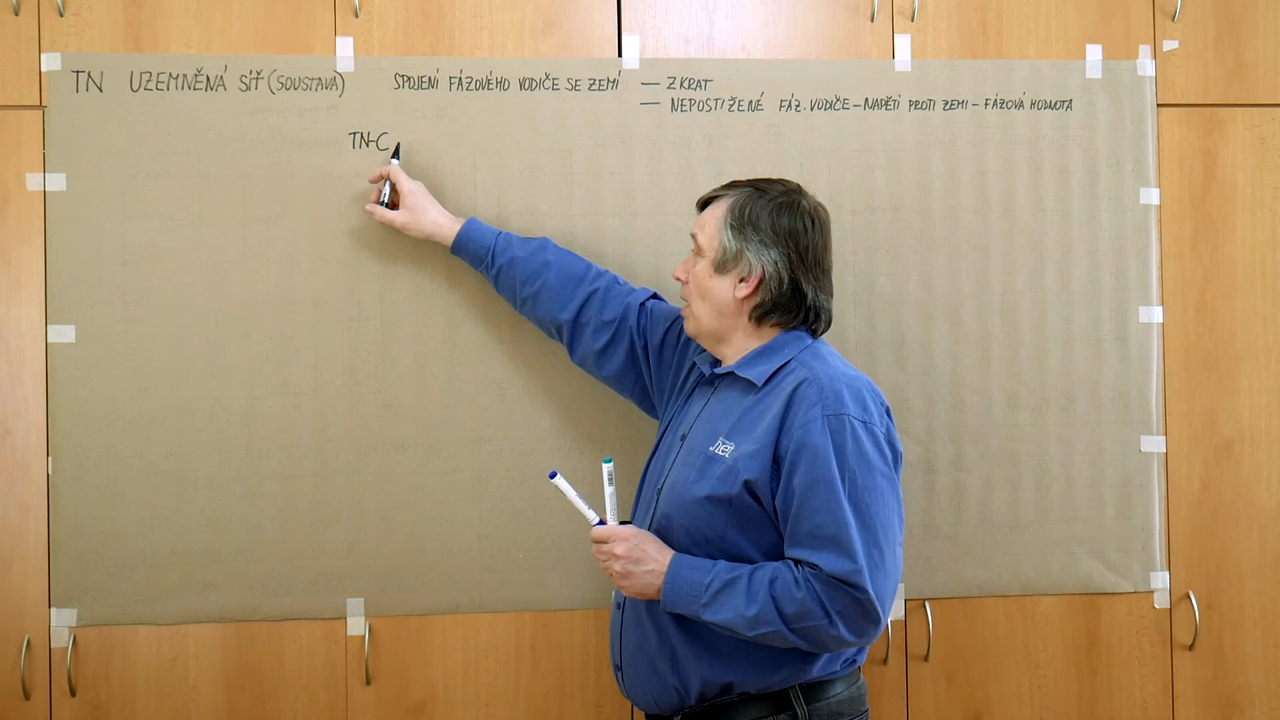 TN UZEMNĚNÁ SÍŤ (SOUSTAVA) SPOJENÍ FÁZOVÉHO VODIČE SE ZEMÍ — ZKRAT
— NEPOSTIŽENÉ FÁZ. VODIČE – NAPĚTÍ PROTI ZEMI – FÁZOVÁ HODNOTA
TN-C
.net